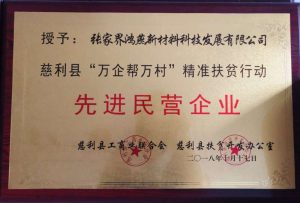 授予：张家界鸿燕新材料科技发展有限公司
慈利县“万企帮万村”精准扶贫行动
先进民营企业
慈利县工商业联合会 慈利县扶贫开发办公室
二〇一八年十月十七日